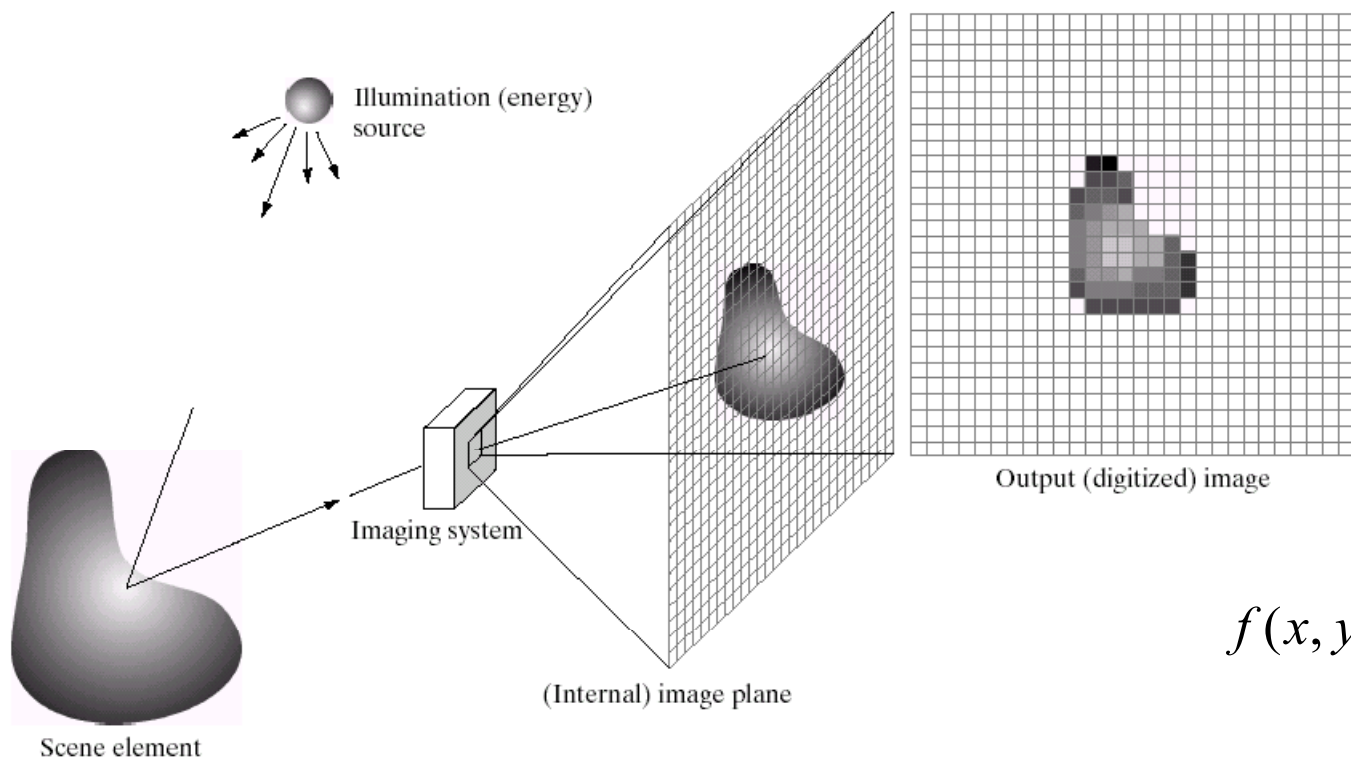 Illumination (energy)
source
Output (digitized) image
Imaging system
f(x, y
(Internal) image plane
Scene element